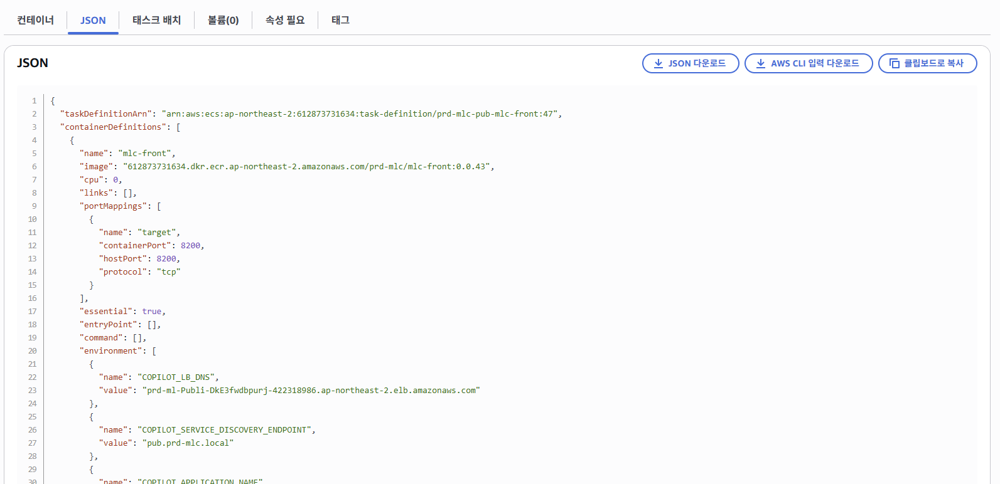 컨테이너 JSON 태스크 배치 볼륨(0) 속성 필요 태그
JSON
JSON 다운로드 AWS CLI 입력 다운로드 클립보드로 복사
1 {
2 "taskDefinitionArn": "arn:aws:ecs:ap-northeast-2:612873731634:task-definition/prd-mlc-pub-mlc-front:47",
3 "containerDefinitions": [
4 {
5 "name": "mlc-front",
6 "image": "612873731634.dkr.ecr.ap-northeast-2.amazonaws.com/prd-mlc/mlc-front:0.0.43",
7 "cpu": 0,
8 "links": [],
9 "portMappings": [
10 {
11 "name": "target",
12 "containerPort": 8200,
13 "hostPort": 8200,
14 "protocol": "tcp"
15 }
16 ],
17 "essential": true,
18 "entryPoint": [],
19 "command": [],
20 "environment": [
21 {
22 "name": "COPILOT_LB_DNS",
23 "value": "prd-ml-Publi-DkE3fwdbpurj-422318986.ap-northeast-2.elb.amazonaws.com"
24 },
25 {
26 "name": "COPILOT_SERVICE_DISCOVERY_ENDPOINT",
27 "value": "pub.prd-mlc.local"
28 },
29 {
30 "name": "COPILOT_APPLICATION_NAME"